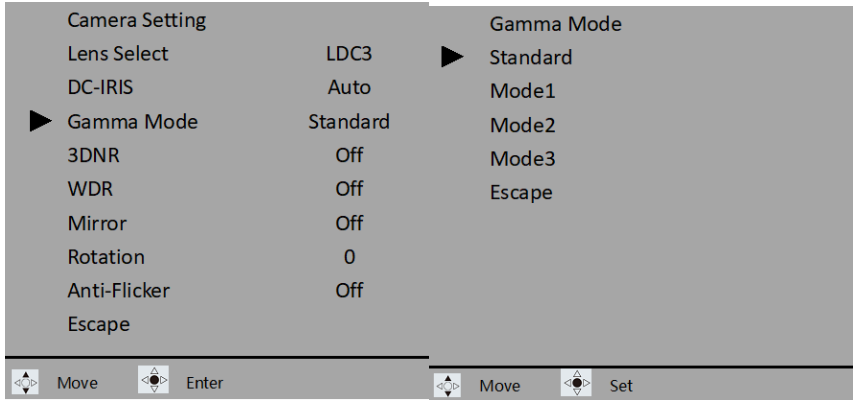 Camera Setting
Lens Select LDC3
DC-IRIS Auto
Gamma Mode Standard
3DNR Off
WDR Off
Mirror Off
Rotation 0
Anti-Flicker Off
Escape
Move Enter
Gamma Mode
Standard
Mode1
Mode2
Mode3
Escape
Move Set